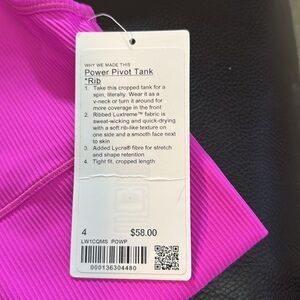 WHY WE MADE THIS
Power Pivot Tank
*Rib
1. Take this cropped tank for a
spin, literally. Wear it as a
v-neck or turn it around for
more coverage in the front
2. Ribbed Luxtreme™ fabric is
sweat-wicking and quick-drying
with a soft rib-like texture on
one side and a smooth face next
to skin
3. Added Lycra® fibre for stretch
and shape retention
4. Tight fit, cropped length
4 $58.00
LW1CQMS POWP
000136304480